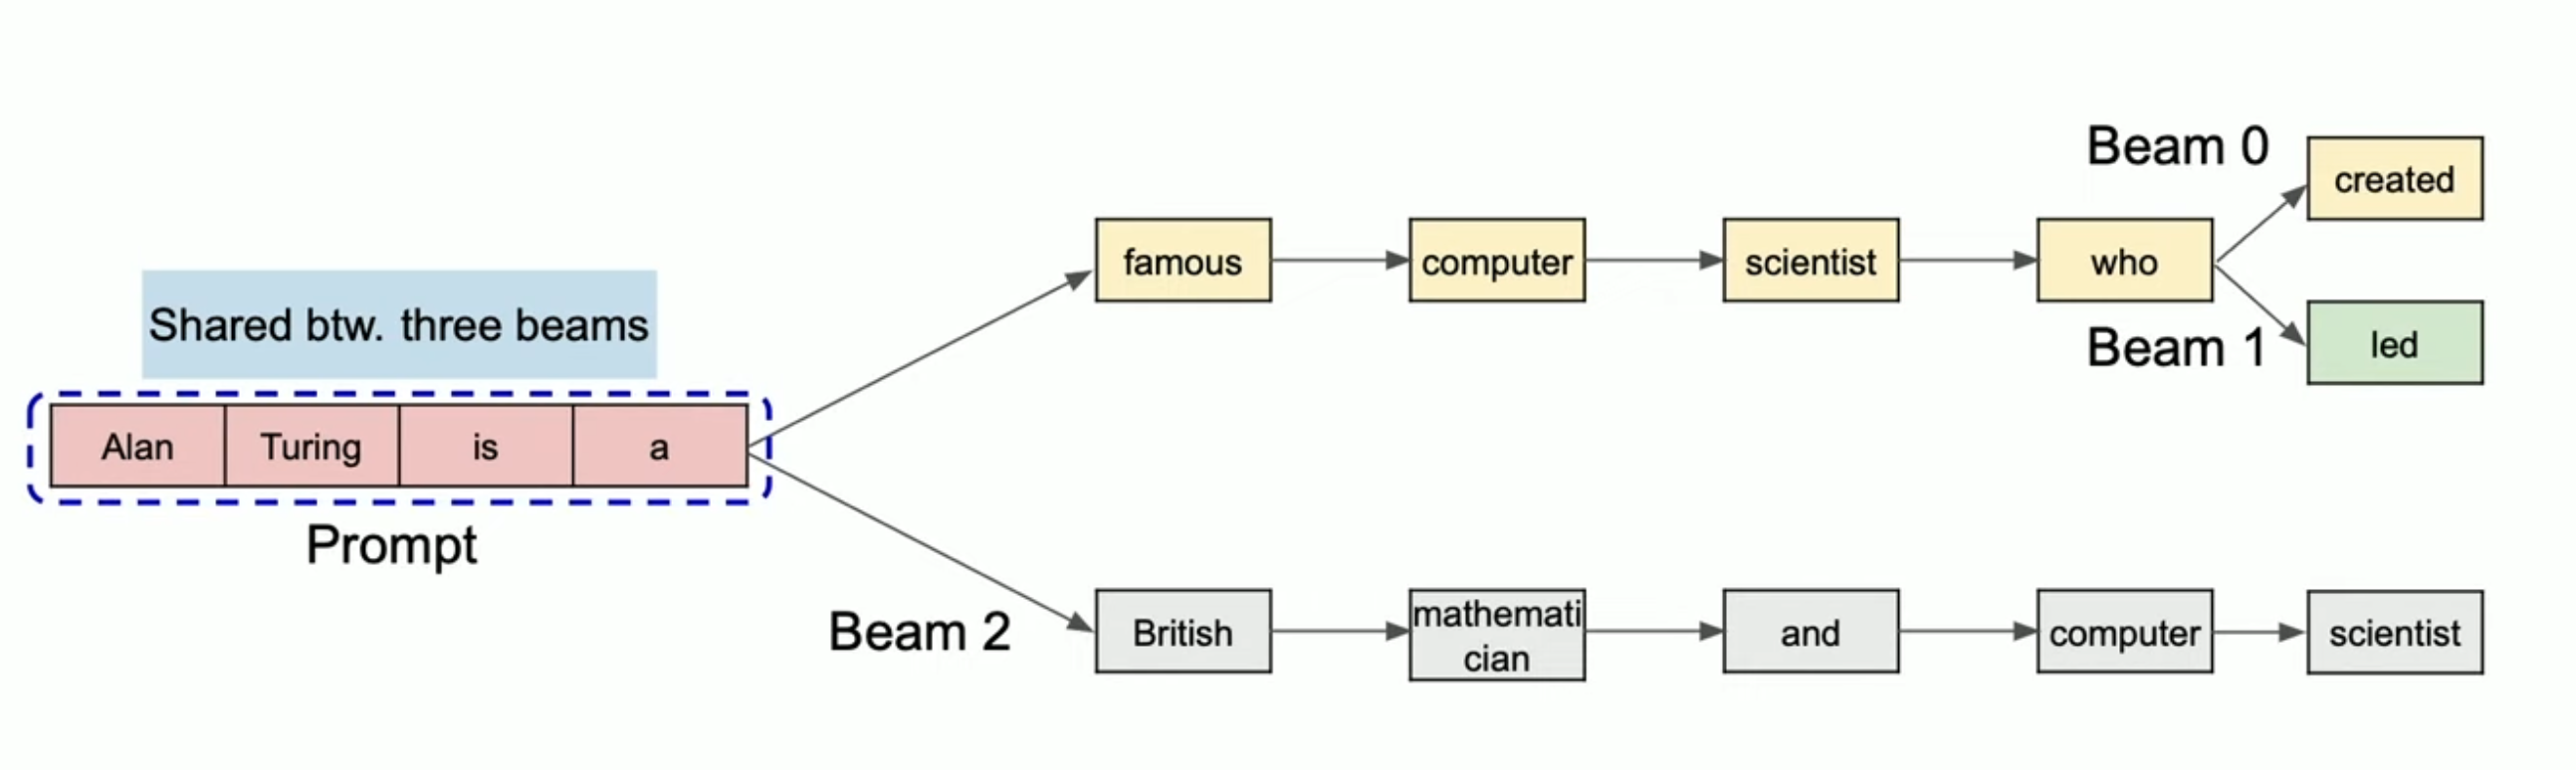 Beam 0
created
famous
computer
scientist
who
Shared btw. three beams
Beam 1
led
Alan
Turing
is
a
Prompt
Beam 2
British
mathemati
cian
and
computer
scientist